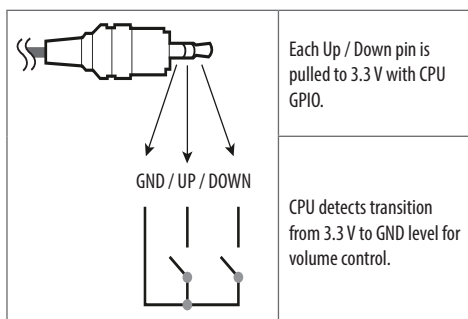 Each Up / Down pin is
pulled to 3.3 V with CPU
GPIO.
GND / UP / DOWN
CPU detects transition
from 3.3 V to GND level for
volume control.